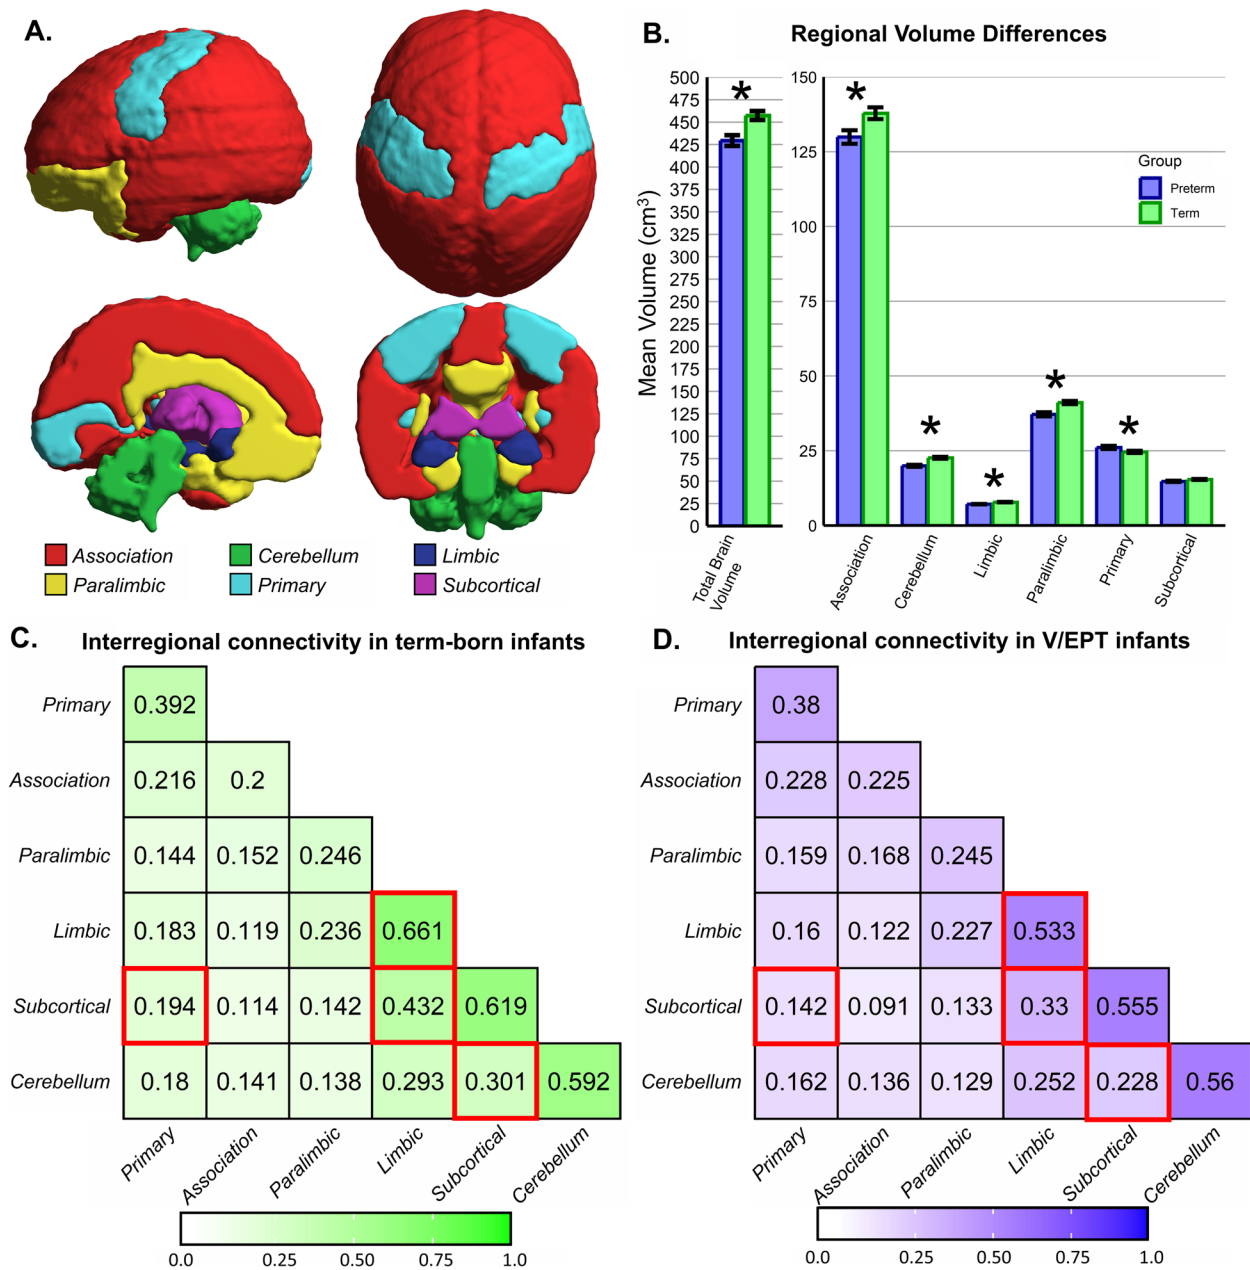 A.
Association
Cerebellum
Limbic
Paralimbic
Primary
Subcortical
B.
Regional Volume Differences
Mean Volume (cm3)
500
475
450
425
400
375
350
325
300
275
250
225
200
175
150
125
100
75
50
25
0
150
125
100
75
50
25
0
*
*
*
*
*
*
Group
Preterm
Term
Total Brain
Volume
Association
Cerebellum
Limbic
Paralimbic
Primary
Subcortical
C.
Interregional connectivity in term-born infants
Primary 0.392
Association 0.216 0.2
Paralimbic 0.144 0.152 0.246
Limbic 0.183 0.119 0.236 0.661
Subcortical 0.194 0.114 0.142 0.432 0.619
Cerebellum 0.18 0.141 0.138 0.293 0.301 0.592
Primary Association Paralimbic Limbic Subcortical Cerebellum
0.0 0.25 0.50 0.75 1.0
D.
Interregional connectivity in V/EPT infants
Primary 0.38
Association 0.228 0.225
Paralimbic 0.159 0.168 0.245
Limbic 0.16 0.122 0.227 0.533
Subcortical 0.142 0.091 0.133 0.33 0.555
Cerebellum 0.162 0.136 0.129 0.252 0.228 0.56
Primary Association Paralimbic Limbic Subcortical Cerebellum
0.0 0.25 0.50 0.75 1.0